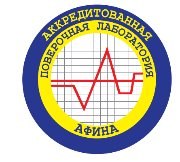 АККРЕДИТОВАННАЯ
ПОВЕРОЧНАЯ ЛАБОРАТОРИЯ
АФИНА